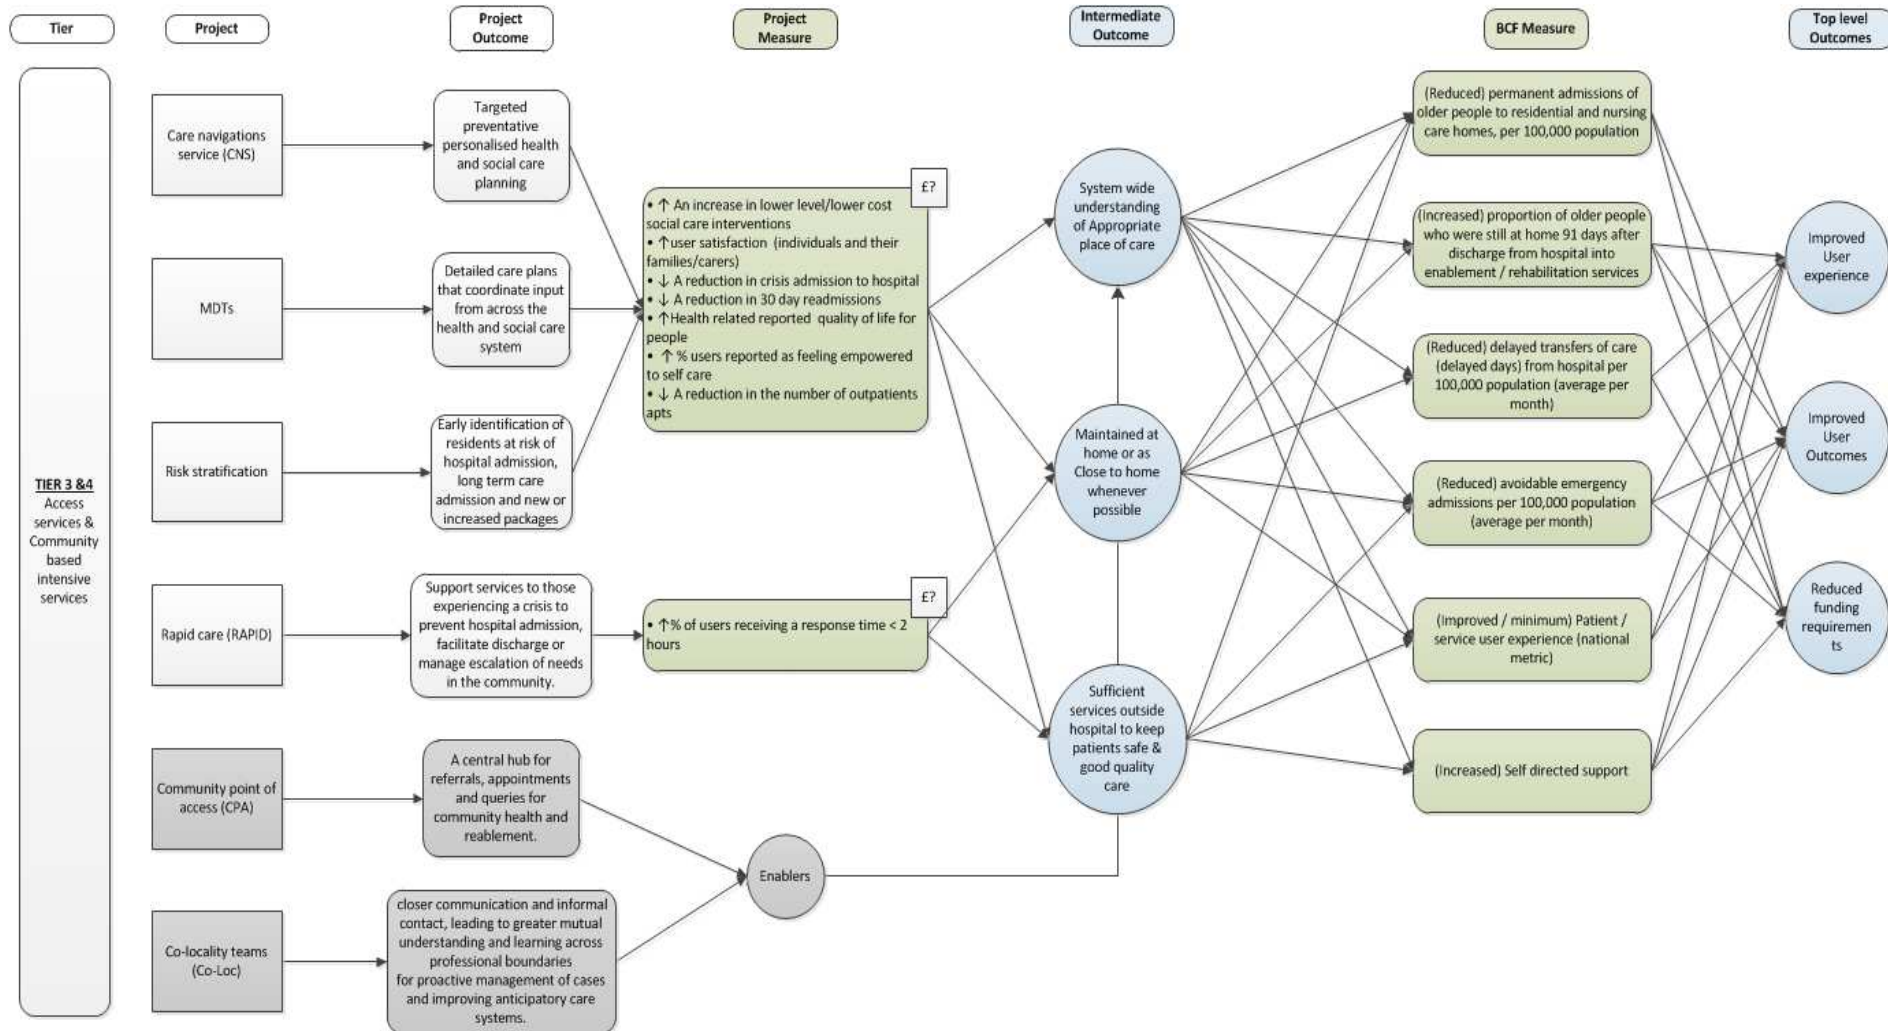 Tier
Project
Project
Outcome
Project
Measure
Intermediate
Outcome
BCF Measure
Top level
Outcomes
TIER 3 &4
Access
services &
Community
based
intensive
services
Care navigations
service (CNS)
Targeted
preventative
personalised health
and social care
planning
MDTs
Detailed care plans
that coordinate input
from across the
health and social care
system
Risk stratification
Early identification of
residents at risk of
hospital admission,
long term care
admission and new or
increased packages
£?
• ↑ An increase in lower level/lower cost
social care interventions
• ↑user satisfaction (individuals and their
families/carers)
• ↓ A reduction in crisis admission to hospital
• ↓ A reduction in 30 day readmissions
• ↑Health related reported quality of life for
people
• ↑ % users reported as feeling empowered
to self care
• ↓ A reduction in the number of outpatients
apts
Rapid care (RAPID)
Support services to those
experiencing a crisis to
prevent hospital admission,
facilitate discharge or
manage escalation of needs
in the community.
£?
• ↑% of users receiving a response time < 2
hours
Community point of
access (CPA)
A central hub for
referrals, appointments
and queries for
community health and
reablement.
Co-locality teams
(Co-Loc)
closer communication and informal
contact, leading to greater mutual
understanding and learning across
professional boundaries
for proactive management of cases
and improving anticipatory care
systems.
Enablers
System wide
understanding
of Appropriate
place of care
Maintained at
home or as
Close to home
whenever
possible
Sufficient
services outside
hospital to keep
patients safe &
good quality
care
(Reduced) permanent admissions of
older people to residential and nursing
care homes, per 100,000 population
(Increased) proportion of older people
who were still at home 91 days after
discharge from hospital into
enablement / rehabilitation services
(Reduced) delayed transfers of care
(delayed days) from hospital per
100,000 population (average per
month)
(Reduced) avoidable emergency
admissions per 100,000 population
(average per month)
(Improved / minimum) Patient /
service user experience (national
metric)
(Increased) Self directed support
Improved
User
experience
Improved
User
Outcomes
Reduced
funding
requiremen
ts